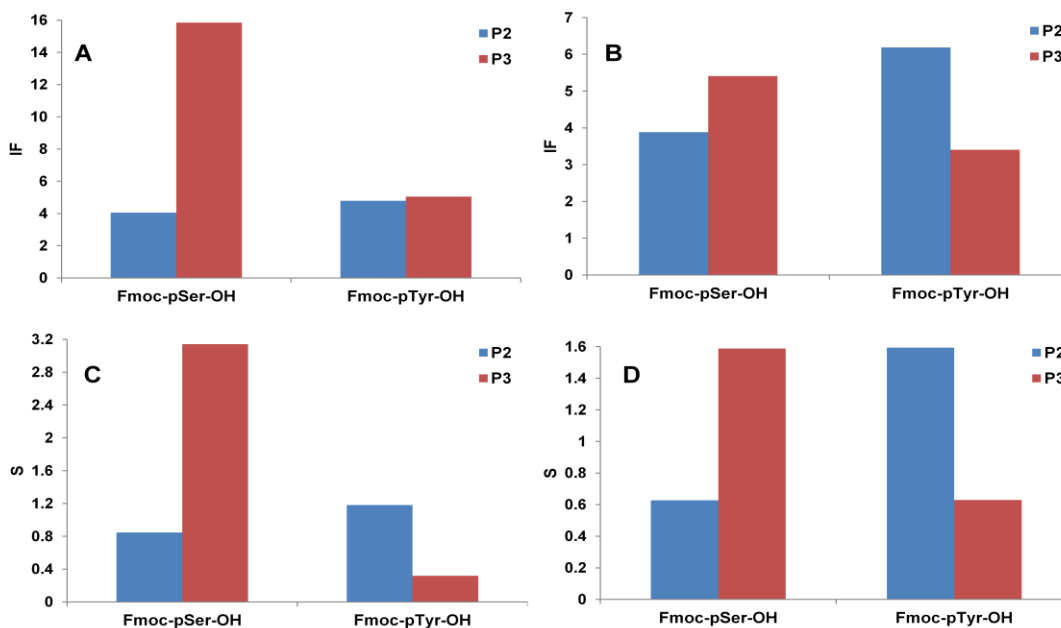 A
P2
P3
16
14
12
10
8
6
4
2
0
IF
Fmoc-pSer-OH Fmoc-pTyr-OH
B
P2
P3
7
6
5
4
3
2
1
0
IF
Fmoc-pSer-OH Fmoc-pTyr-OH
C
P2
P3
3.2
2.8
2.4
2
1.6
1.2
0.8
0.4
0
S
Fmoc-pSer-OH Fmoc-pTyr-OH
D
P2
P3
1.6
1.4
1.2
1
0.8
0.6
0.4
0.2
0
S
Fmoc-pSer-OH Fmoc-pTyr-OH